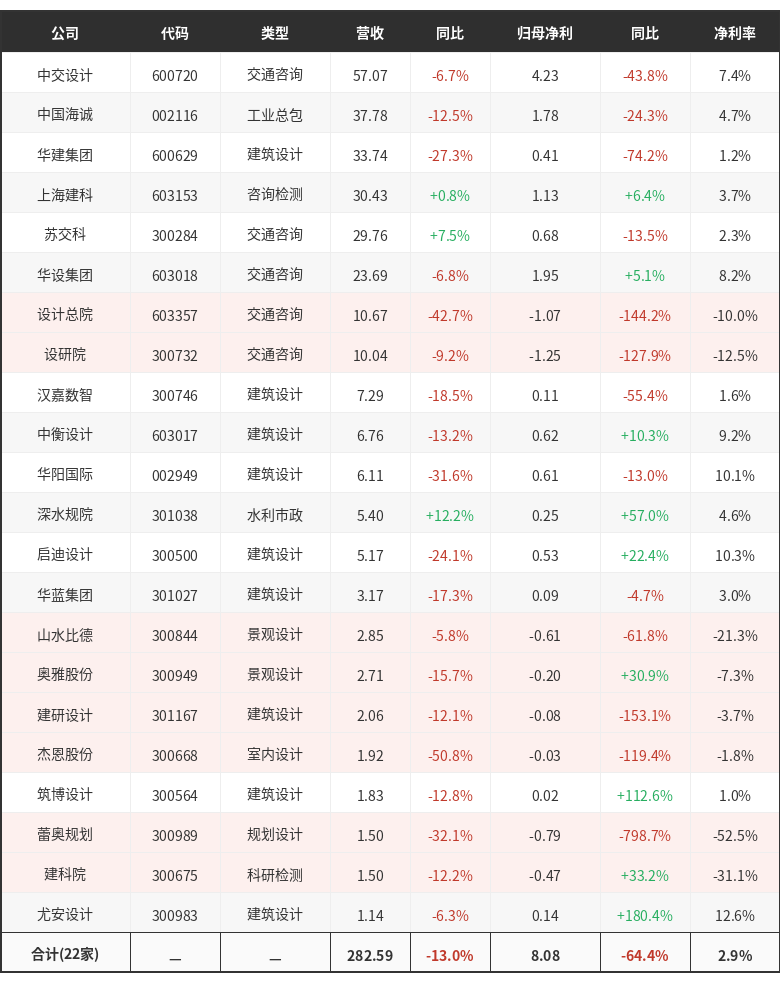 公司 代码 类型 营收 同比 归母净利 同比 净利率
中交设计 600720 交通咨询 57.07 -6.7% 4.23 -43.8% 7.4%
中国海诚 002116 工业总包 37.78 -12.5% 1.78 -24.3% 4.7%
华建集团 600629 建筑设计 33.74 -27.3% 0.41 -74.2% 1.2%
上海建科 603153 咨询检测 30.43 +0.8% 1.13 +6.4% 3.7%
苏交科 300284 交通咨询 29.76 +7.5% 0.68 -13.5% 2.3%
华设集团 603018 交通咨询 23.69 -6.8% 1.95 +5.1% 8.2%
设计总院 603357 交通咨询 10.67 -42.7% -1.07 -144.2% -10.0%
设研院 300732 交通咨询 10.04 -9.2% -1.25 -127.9% -12.5%
汉嘉数智 300746 建筑设计 7.29 -18.5% 0.11 -55.4% 1.6%
中衡设计 603017 建筑设计 6.76 -13.2% 0.62 +10.3% 9.2%
华阳国际 002949 建筑设计 6.11 -31.6% 0.61 -13.0% 10.1%
深水规院 301038 水利市政 5.40 +12.2% 0.25 +57.0% 4.6%
启迪设计 300500 建筑设计 5.17 -24.1% 0.53 +22.4% 10.3%
华蓝集团 301027 建筑设计 3.17 -17.3% 0.09 -4.7% 3.0%
山水比德 300844 景观设计 2.85 -5.8% -0.61 -61.8% -21.3%
奥雅股份 300949 景观设计 2.71 -15.7% -0.20 +30.9% -7.3%
建研设计 301167 建筑设计 2.06 -12.1% -0.08 -153.1% -3.7%
杰恩股份 300668 室内设计 1.92 -50.8% -0.03 -119.4% -1.8%
筑博设计 300564 建筑设计 1.83 -12.8% 0.02 +112.6% 1.0%
蕾奥规划 300989 规划设计 1.50 -32.1% -0.79 -798.7% -52.5%
建科院 300675 科研检测 1.50 -12.2% -0.47 +33.2% -31.1%
尤安设计 300983 建筑设计 1.14 -6.3% 0.14 +180.4% 12.6%
合计(22家) — — 282.59 -13.0% 8.08 -64.4% 2.9%